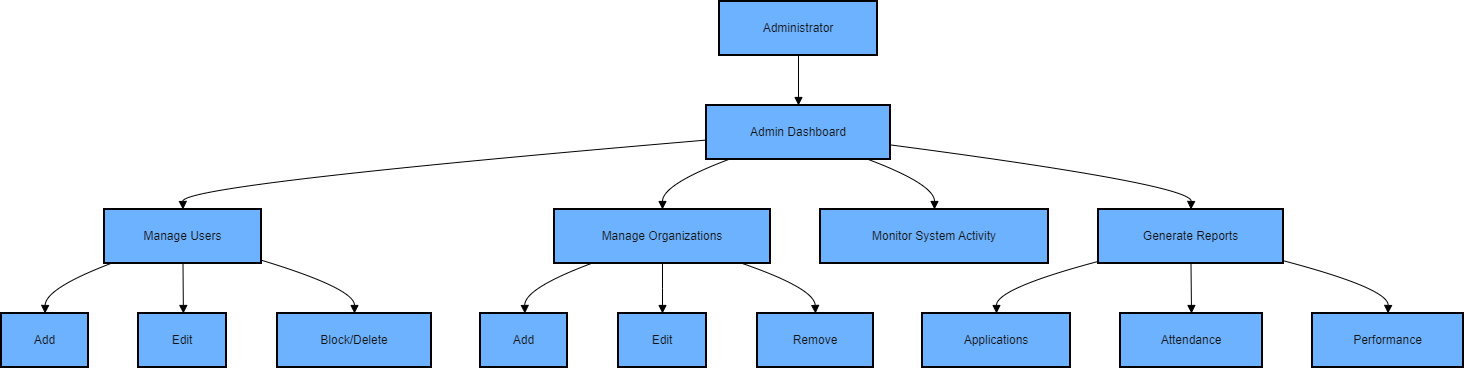 Administrator
Admin Dashboard
Manage Users
Manage Organizations
Monitor System Activity
Generate Reports
Add
Edit
Block/Delete
Add
Edit
Remove
Applications
Attendance
Performance